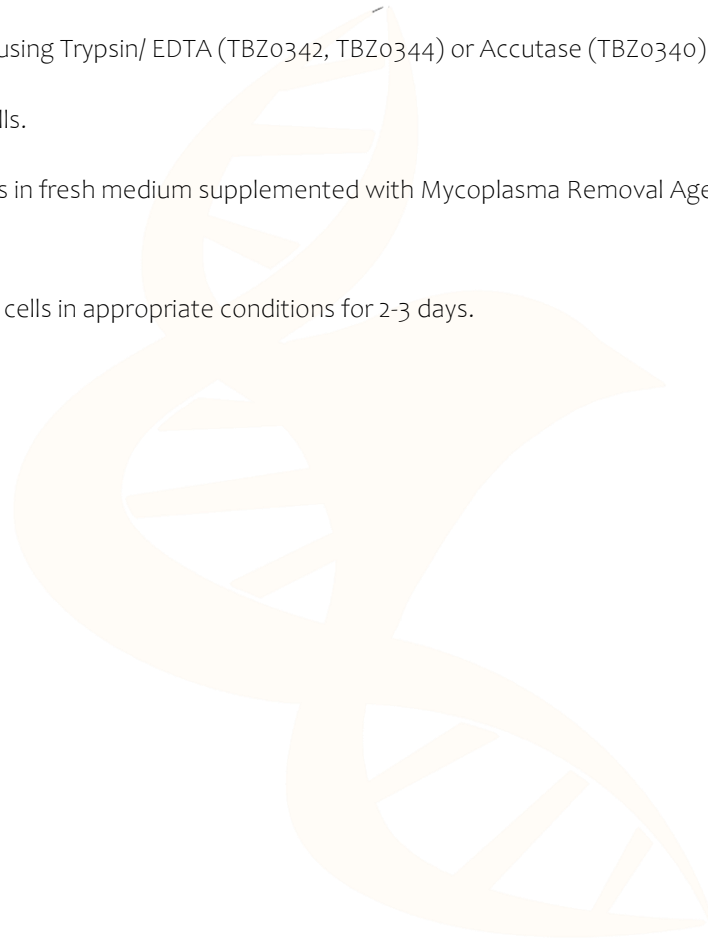 using Trypsin/ EDTA (TBZ0342, TBZ0344) or Accutase (TBZ0340)
lls.
s in fresh medium supplemented with Mycoplasma Removal Age
cells in appropriate conditions for 2-3 days.